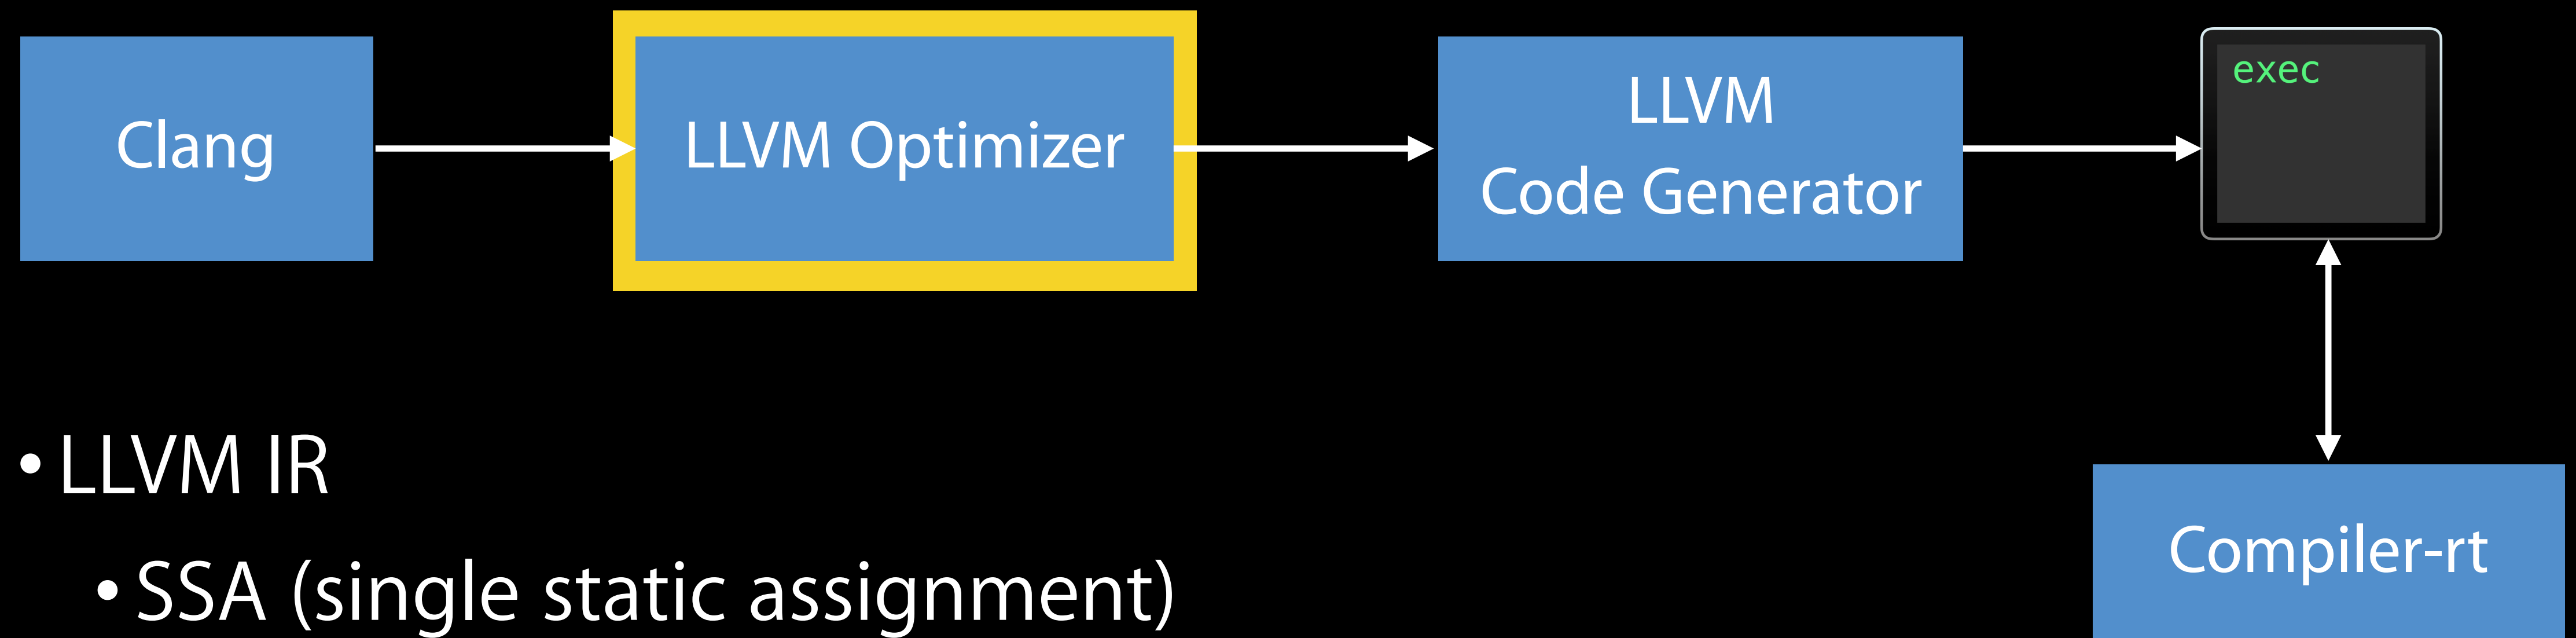 Clang
LLVM Optimizer
LLVM
Code Generator
exec
• LLVM IR
• SSA (single static assignment)
Compiler-rt